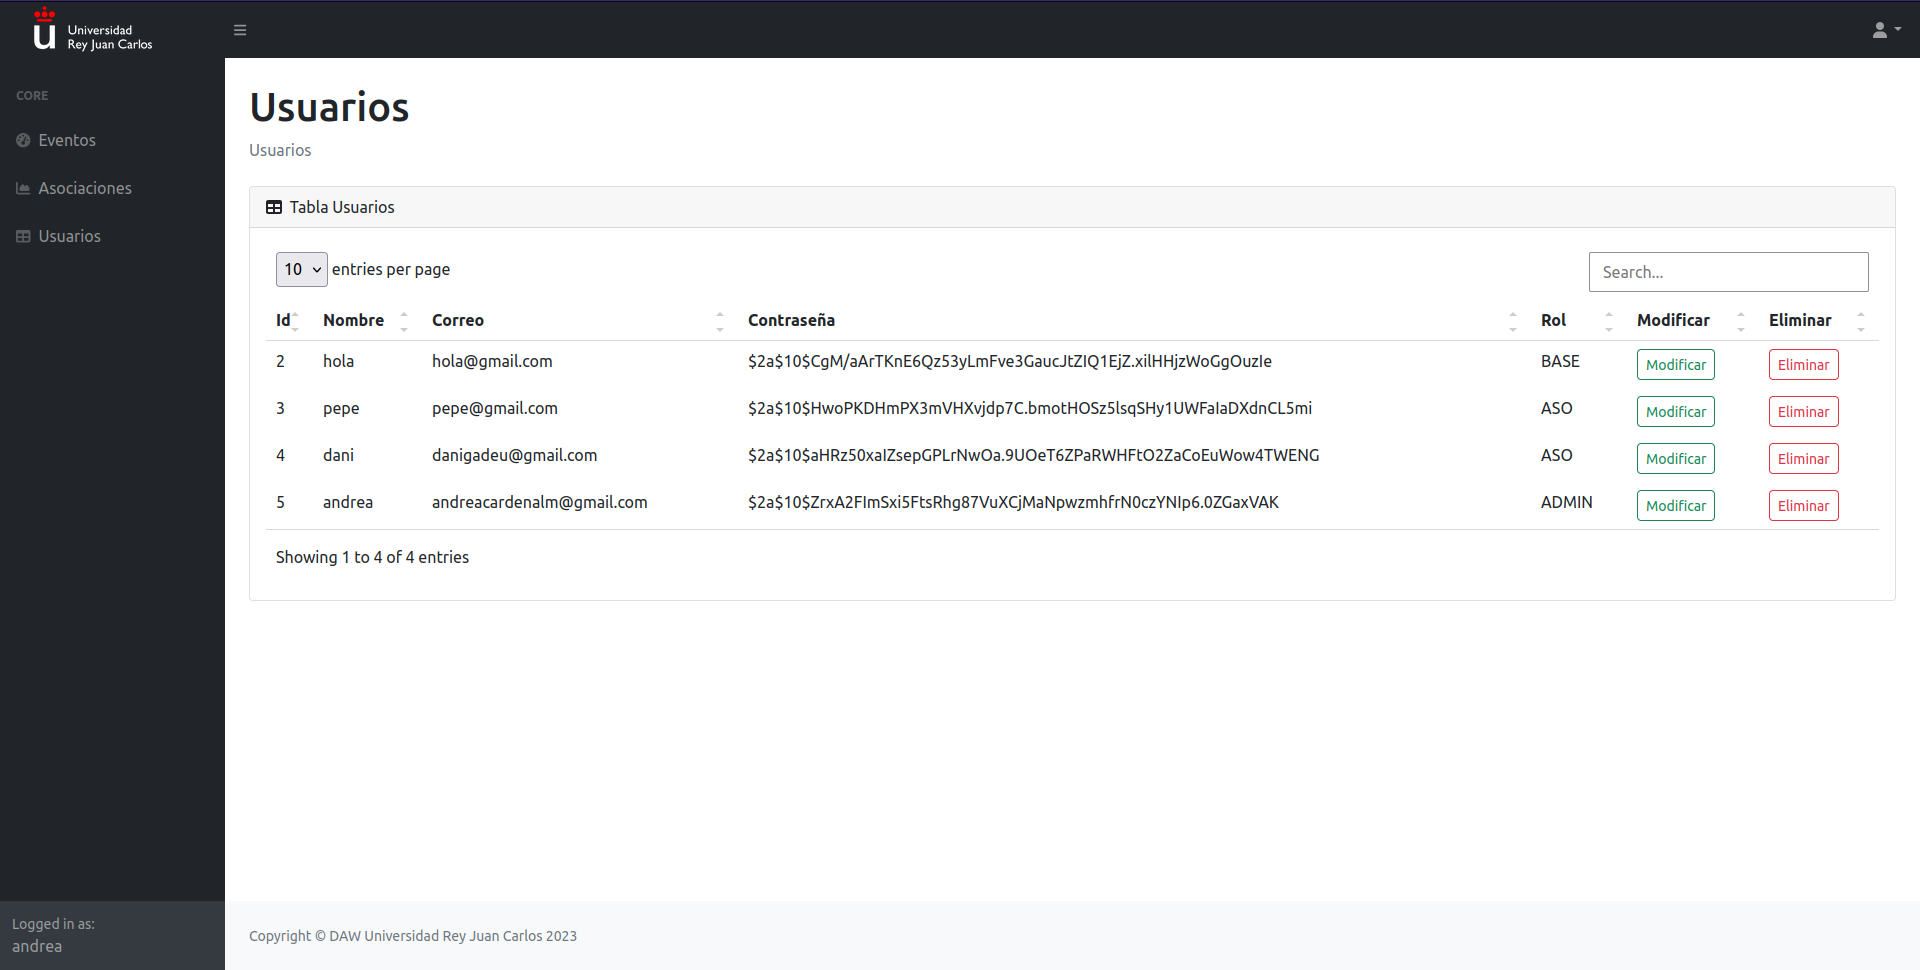 Universidad
Rey Juan Carlos
CORE
Eventos
Asociaciones
Usuarios
Usuarios
Usuarios
Tabla Usuarios
10 entries per page
Search...
Id Nombre Correo Contraseña Rol Modificar Eliminar
2 hola hola@gmail.com $2a$10$CgM/aArTKnE6Qz53yLmFve3GaucJtZIQ1EjZ.xilHHjzWoGgOuzIe BASE Modificar Eliminar
3 pepe pepe@gmail.com $2a$10$HwoPKDHmPX3mVHXvjdp7C.bmotHOSz5lsqSHy1UWFaIaDXdnCL5mi ASO Modificar Eliminar
4 dani danigadeu@gmail.com $2a$10$aHRz50xaIZsepGPLrNwOa.9UOeT6ZPaRWHFtO2ZaCoEuWow4TWENG ASO Modificar Eliminar
5 andrea andreacardenalm@gmail.com $2a$10$ZrxA2FImSxi5FtsRhg87VuXCjMaNpwzmhfrN0czYNIp6.0ZGaxVAK ADMIN Modificar Eliminar
Showing 1 to 4 of 4 entries
Logged in as:
andrea
Copyright © DAW Universidad Rey Juan Carlos 2023